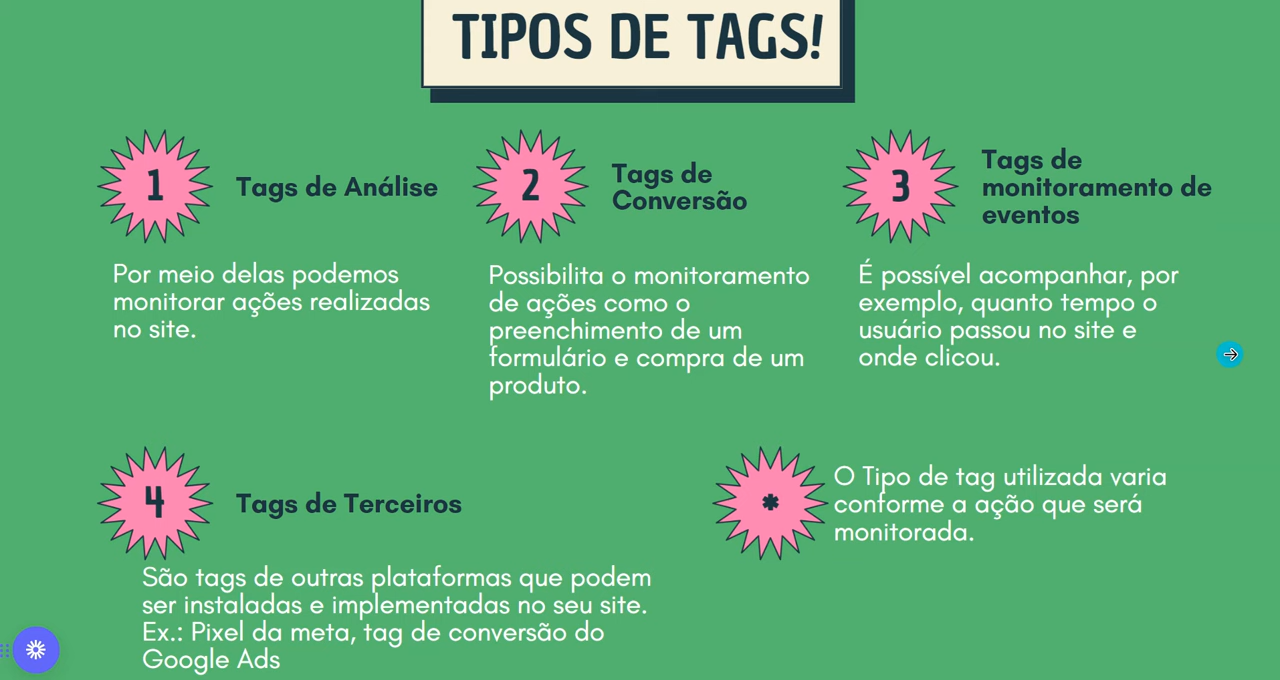 TIPOS DE TAGS!
1
Tags de Análise
Por meio delas podemos
monitorar ações realizadas
no site.
2
Tags de
Conversão
Possibilita o monitoramento
de ações como o
preenchimento de um
formulário e compra de um
produto.
3
Tags de
monitoramento de
eventos
É possível acompanhar, por
exemplo, quanto tempo o
usuário passou no site e
onde clicou.
4
Tags de Terceiros
São tags de outras plataformas que podem
ser instaladas e implementadas no seu site.
Ex.: Pixel da meta, tag de conversão do
Google Ads
*
O Tipo de tag utilizada varia
conforme a ação que será
monitorada.